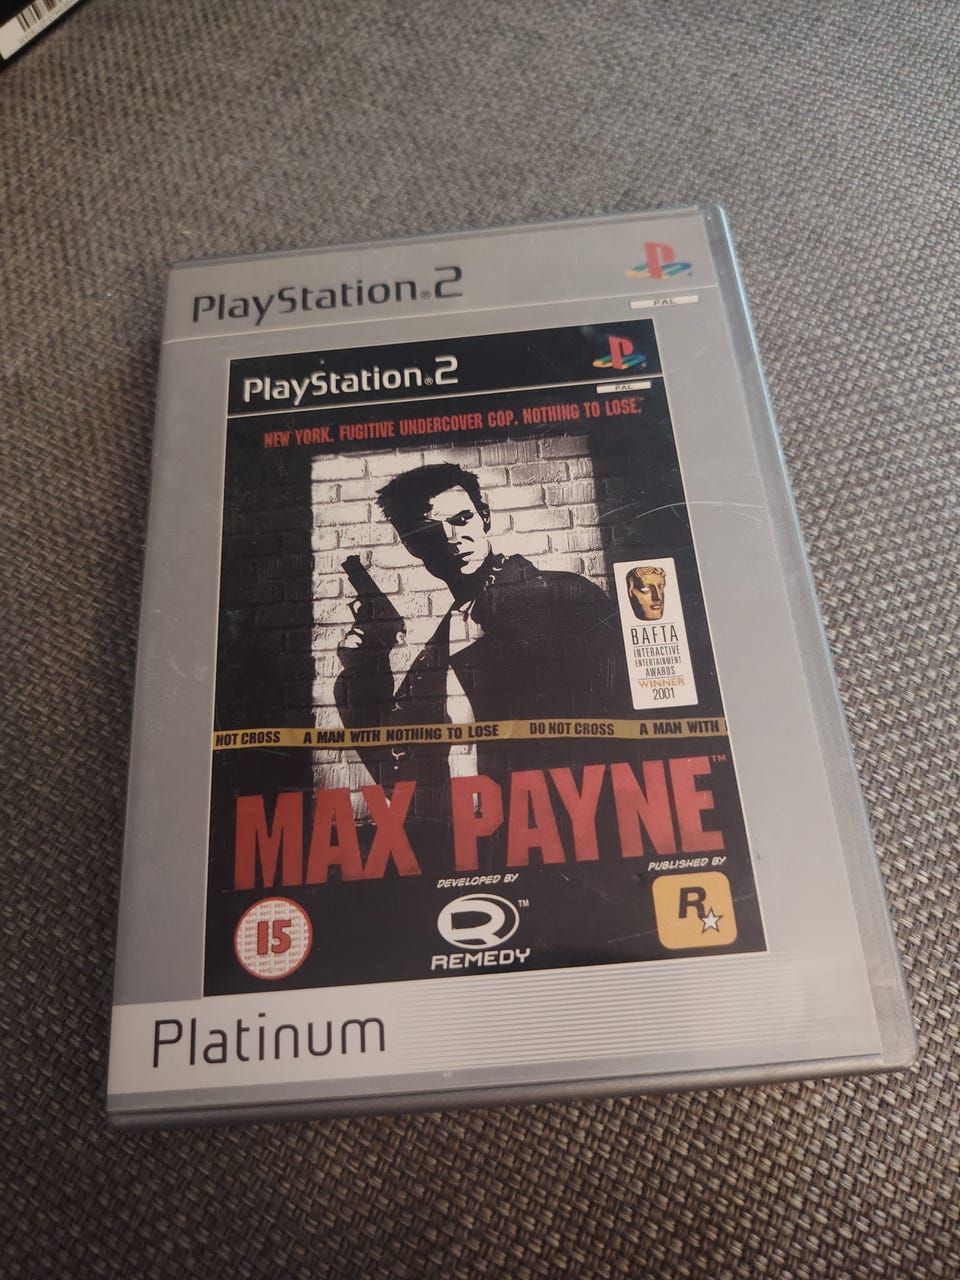 PlayStation®2
PAL
PlayStation®2
PAL
NEW YORK. FUGITIVE UNDERCOVER COP. NOTHING TO LOSE.™
BAFTA
INTERACTIVE
ENTERTAINMENT
AWARDS
WINNER
2001
NOT CROSS A MAN WITH NOTHING TO LOSE DO NOT CROSS A MAN WITH
MAX PAYNE™
DEVELOPED BY
PUBLISHED BY
15
R
™
REMEDY
Platinum